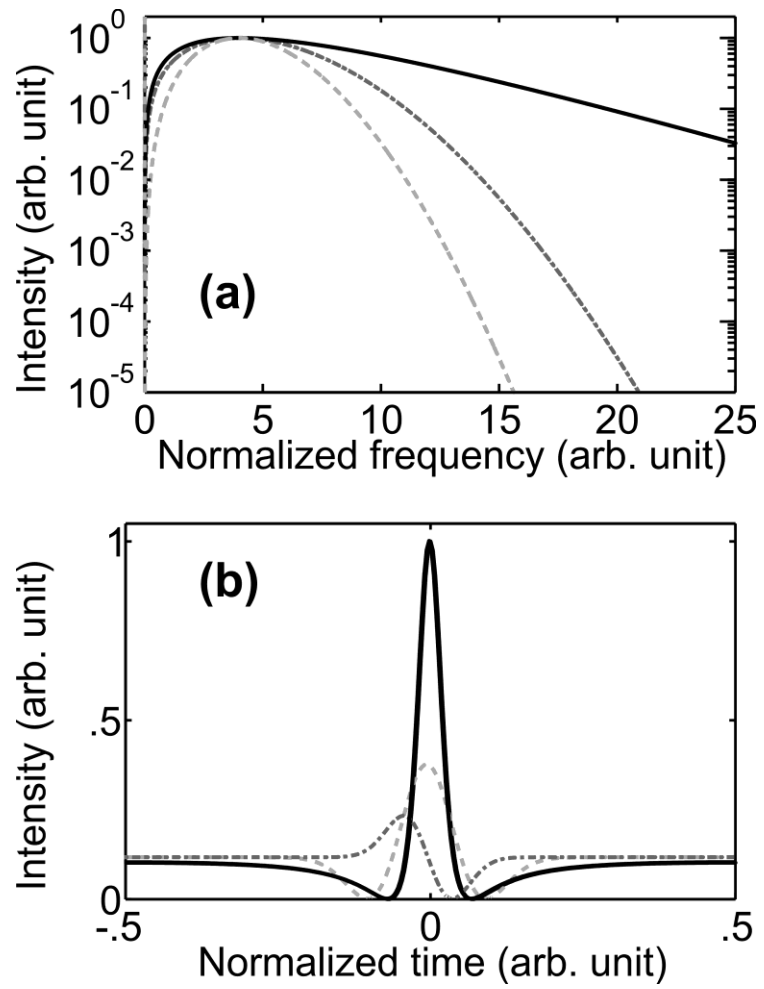 10^0
10^-1
10^-2
10^-3
10^-4
10^-5
Intensity (arb. unit)
(a)
0 5 10 15 20 25
Normalized frequency (arb. unit)
1
.5
0
Intensity (arb. unit)
(b)
-.5 0 .5
Normalized time (arb. unit)